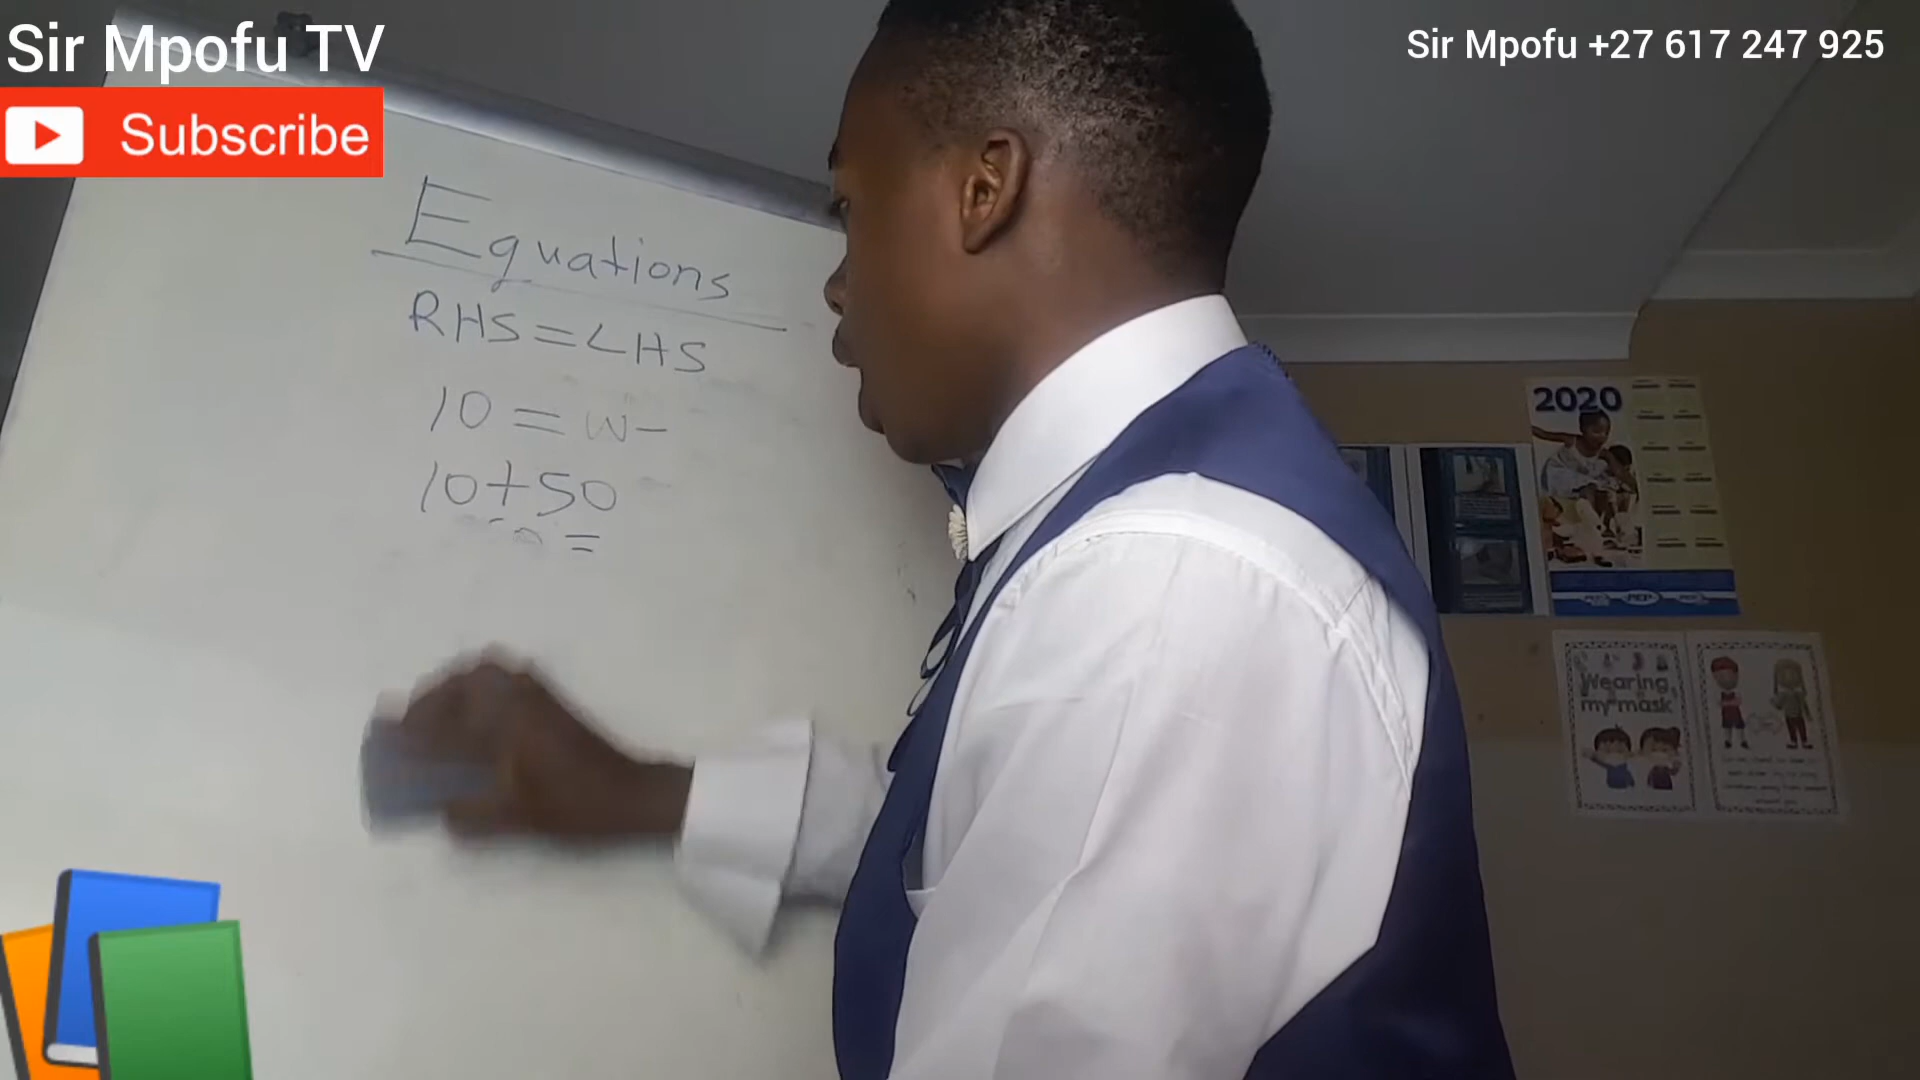 Sir Mpofu TV
Sir Mpofu +27 617 247 925
Subscribe
Equations
RHS=LHS
10 = w-
10+50
=
2020
PEP
Wearing
my mask